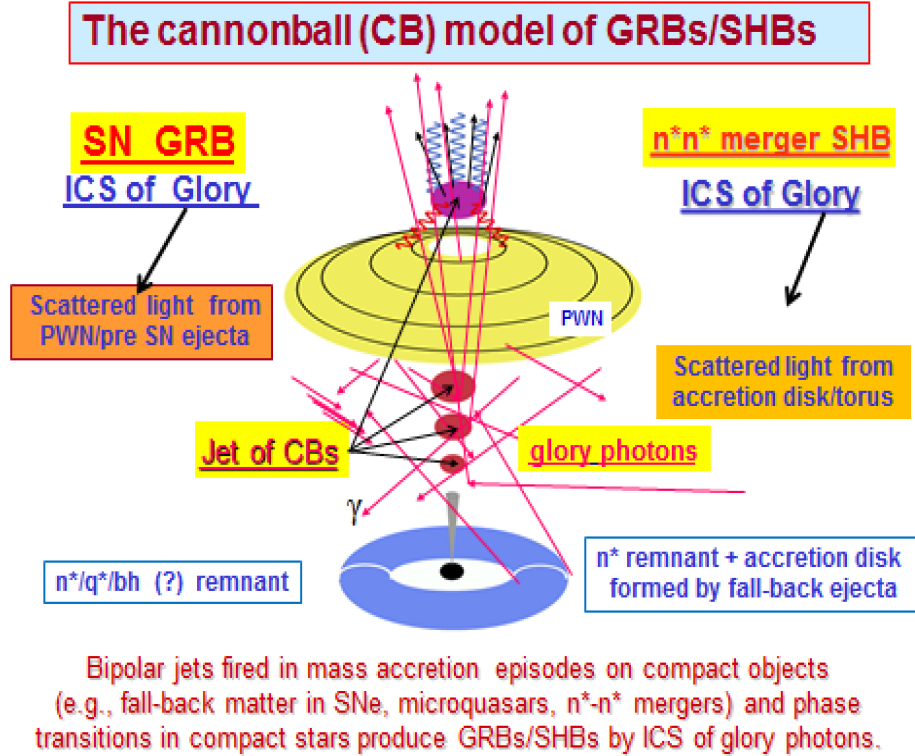 The cannonball (CB) model of GRBs/SHBs
SN GRB
ICS of Glory
n*n* merger SHB
ICS of Glory
Scattered light from
PWN/pre SN ejecta
PWN
Scattered light from
accretion disk/torus
Jet of CBs
glory photons
γ
n*/q*/bh (?) remnant
n* remnant + accretion disk
formed by fall-back ejecta
Bipolar jets fired in mass accretion episodes on compact objects
(e.g., fall-back matter in SNe, microquasars, n*-n* mergers) and phase
transitions in compact stars produce GRBs/SHBs by ICS of glory photons.